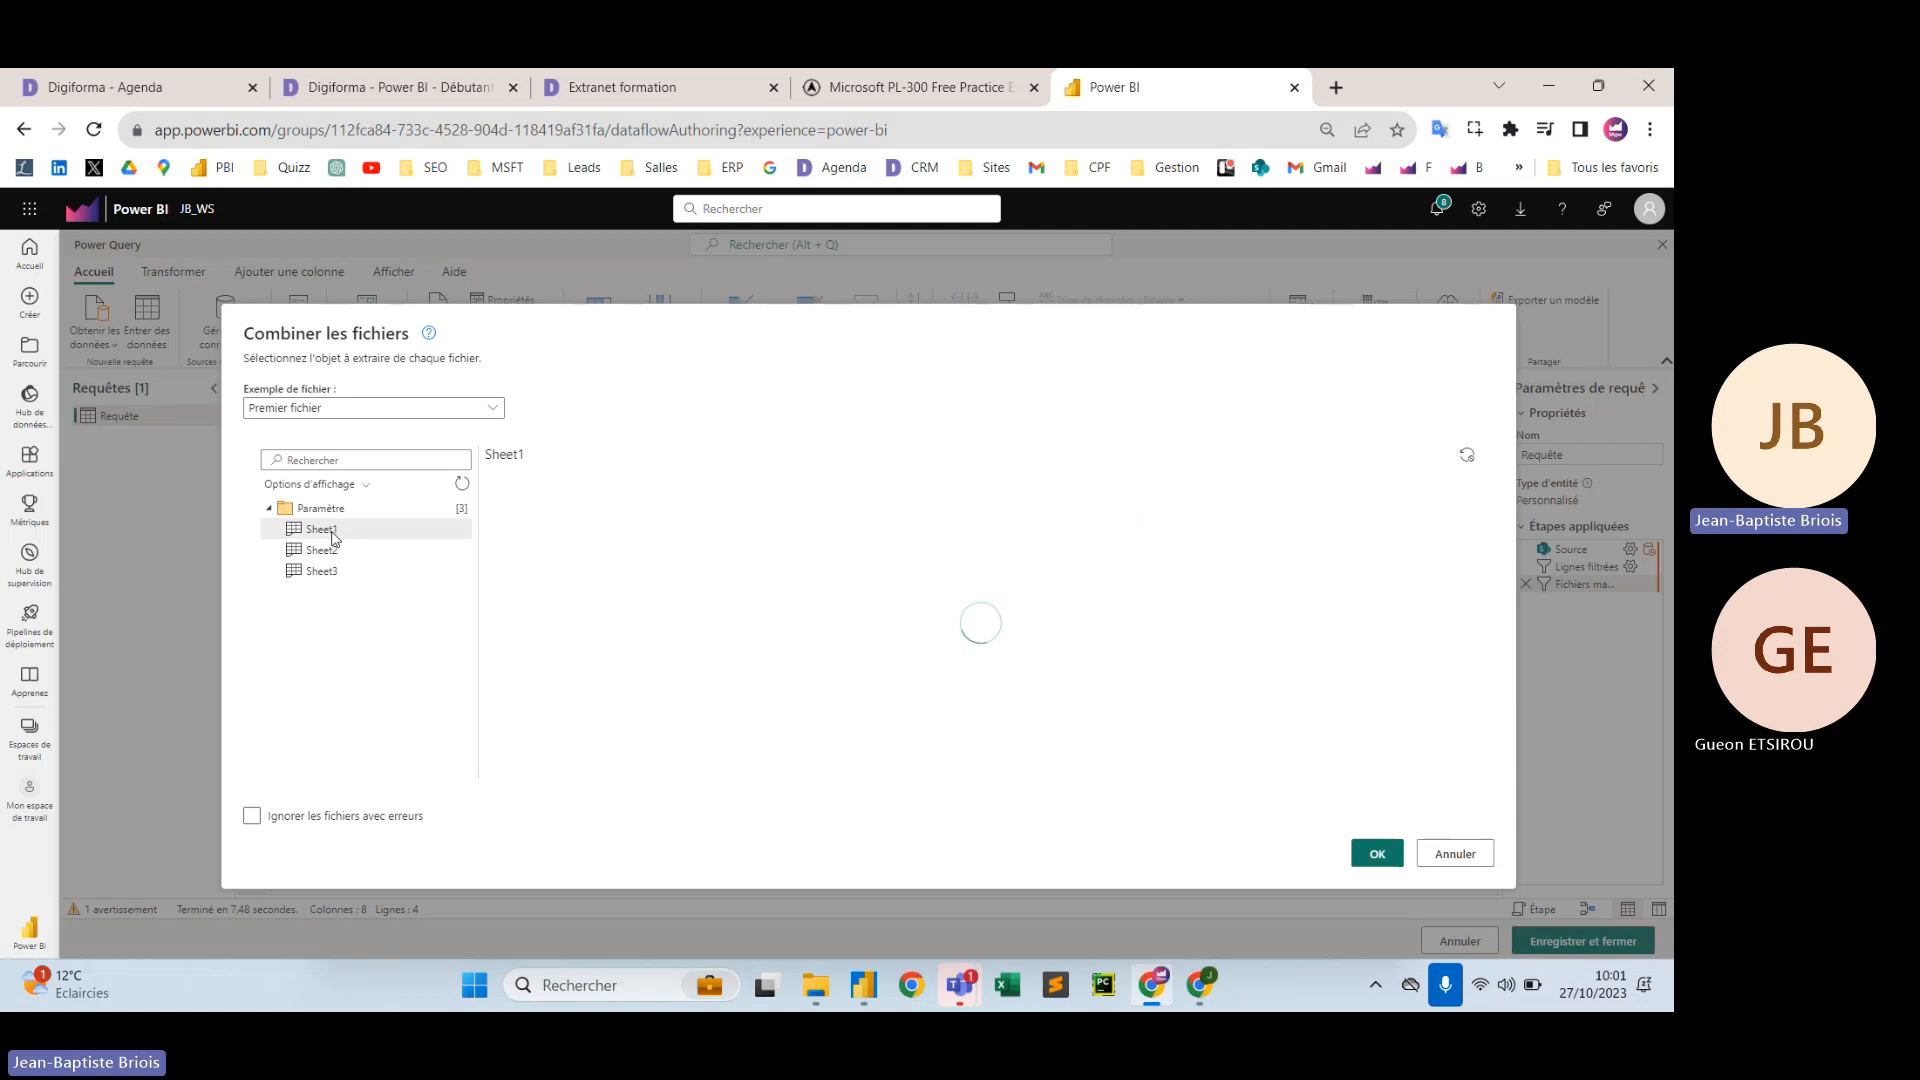 Digiforma - Agenda
Digiforma - Power BI - Débutant
Extranet formation
Microsoft PL-300 Free Practice E
Power BI
app.powerbi.com/groups/112fca84-733c-4528-904d-118419af31fa/dataflowAuthoring?experience=power-bi
PBI
Quizz
SEO
MSFT
Leads
Salles
ERP
Agenda
CRM
Sites
CPF
Gestion
Gmail
F
B
Tous les favoris
Power BI JB_WS
Rechercher
8
Accueil
Créer
Parcourir
Hub de
données...
Applications
Métriques
Hub de
supervision
Pipelines de
déploiement
Apprenez
Espaces de
travail
Mon espace
de travail
Power BI
Power Query
Rechercher (Alt + Q)
Accueil
Transformer
Ajouter une colonne
Afficher
Aide
Obtenir les
données
Entrer des
données
Nouvelle requête
Gér
conn
Sources
Propriétés
Exporter un modèle
Partager
Requêtes [1]
Requête
Combiner les fichiers
Sélectionnez l'objet à extraire de chaque fichier.
Exemple de fichier :
Premier fichier
Rechercher
Options d'affichage
Paramètre [3]
Sheet1
Sheet2
Sheet3
Sheet1
Ignorer les fichiers avec erreurs
OK
Annuler
Paramètres de requê
Propriétés
Nom
Requête
Type d'entité
Personnalisé
Étapes appliquées
Source
Lignes filtrées
Fichiers ma...
1 avertissement
Terminé en 7,48 secondes. Colonnes : 8 Lignes : 4
Étape
Annuler
Enregistrer et fermer
1
12°C
Eclaircies
Rechercher
1
PC
J
10:01
27/10/2023
JB
Jean-Baptiste Briois
GE
Gueon ETSIROU
Jean-Baptiste Briois